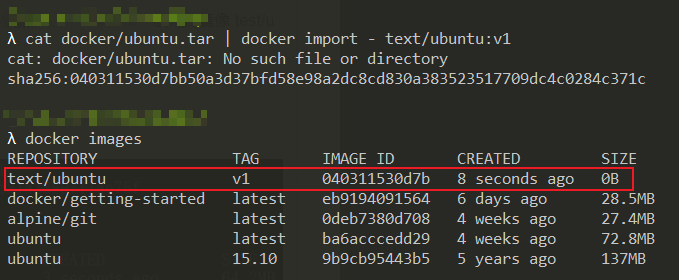 λ cat docker/ubuntu.tar | docker import - text/ubuntu:v1
cat: docker/ubuntu.tar: No such file or directory
sha256:040311530d7bb50a3d37bfd58e98a2dc8cd830a383523517709dc4c0284c371c
λ docker images
REPOSITORY TAG IMAGE ID CREATED SIZE
text/ubuntu v1 040311530d7b 8 seconds ago 0B
docker/getting-started latest eb9194091564 6 days ago 28.5MB
alpine/git latest 0deb7380d708 4 weeks ago 27.4MB
ubuntu latest ba6acccedd29 4 weeks ago 72.8MB
ubuntu 15.10 9b9cb95443b5 5 years ago 137MB